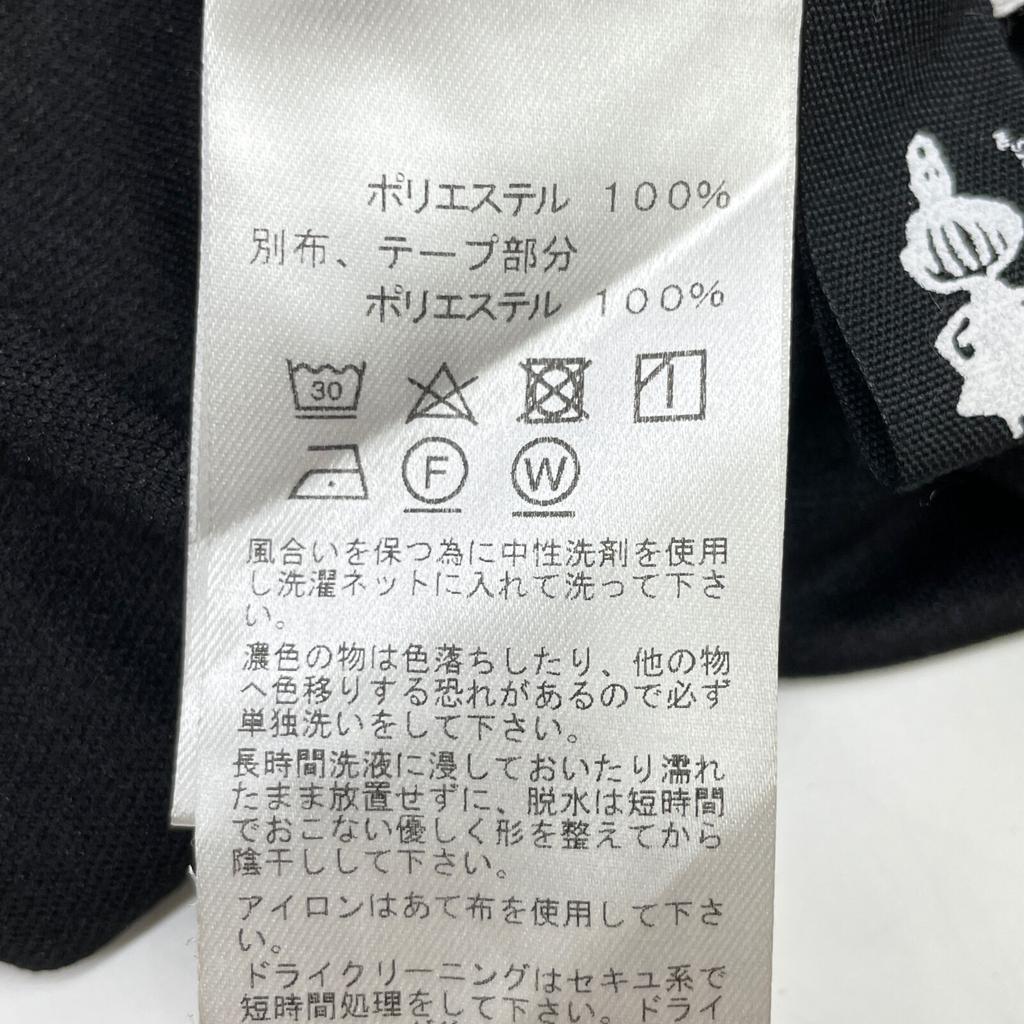 ポリエステル 100%
別布、テープ部分
ポリエステル 100%
30
F W
風合いを保つ為に中性洗剤を使用
し洗濯ネットに入れて洗って下さ
い。
濃色の物は色落ちしたり、他の物
へ色移りする恐れがあるので必ず
単独洗いをして下さい。
長時間洗液に浸しておいたり濡れ
たまま放置せずに、脱水は短時間
でおこない優しく形を整えてから
陰干しして下さい。
アイロンはあて布を使用して下さ
い。
ドライクリーニングはセキユ系で
短時間処理をして下さい。ドライ